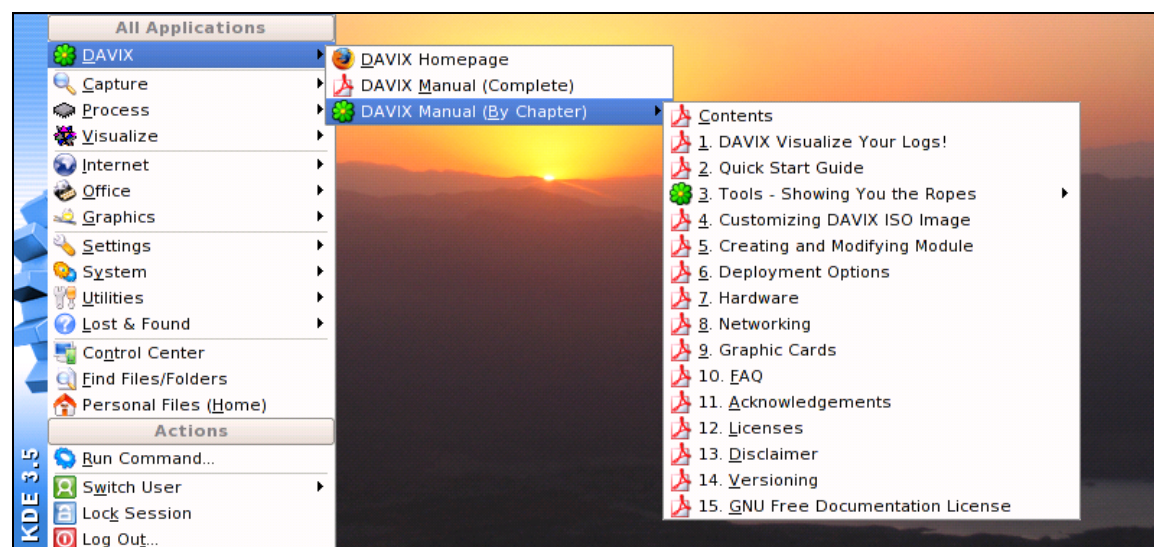 All Applications
DAVIX
Capture
Process
Visualize
Internet
Office
Graphics
Settings
System
Utilities
Lost & Found
Control Center
Find Files/Folders
Personal Files (Home)
Actions
Run Command...
Switch User
Lock Session
Log Out...
KDE 3.5
DAVIX Homepage
DAVIX Manual (Complete)
DAVIX Manual (By Chapter)
Contents
1. DAVIX Visualize Your Logs!
2. Quick Start Guide
3. Tools - Showing You the Ropes
4. Customizing DAVIX ISO Image
5. Creating and Modifying Module
6. Deployment Options
7. Hardware
8. Networking
9. Graphic Cards
10. FAQ
11. Acknowledgements
12. Licenses
13. Disclaimer
14. Versioning
15. GNU Free Documentation License